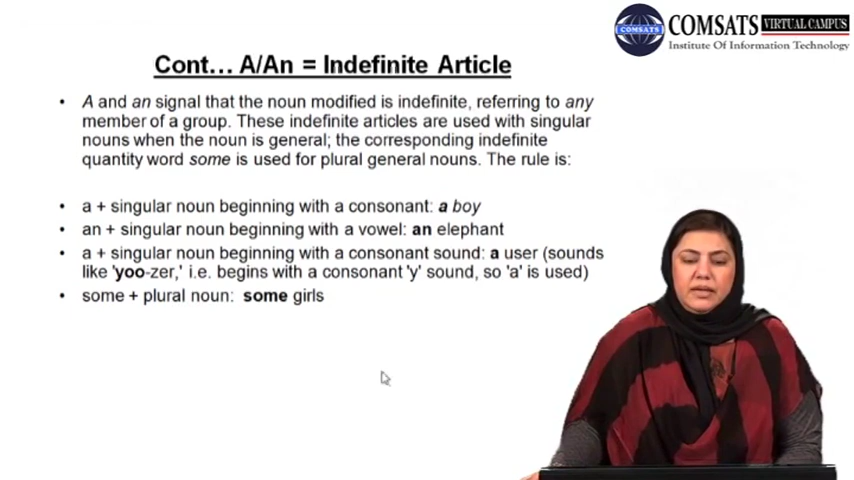 COMSATS VIRTUAL CAMPUS
COMSATS
Institute Of Information Technology
Cont… A/An = Indefinite Article
• A and an signal that the noun modified is indefinite, referring to any
member of a group. These indefinite articles are used with singular
nouns when the noun is general; the corresponding indefinite
quantity word some is used for plural general nouns. The rule is:
• a + singular noun beginning with a consonant: a boy
• an + singular noun beginning with a vowel: an elephant
• a + singular noun beginning with a consonant sound: a user (sounds
like 'yoo-zer,' i.e. begins with a consonant 'y' sound, so 'a' is used)
• some + plural noun: some girls